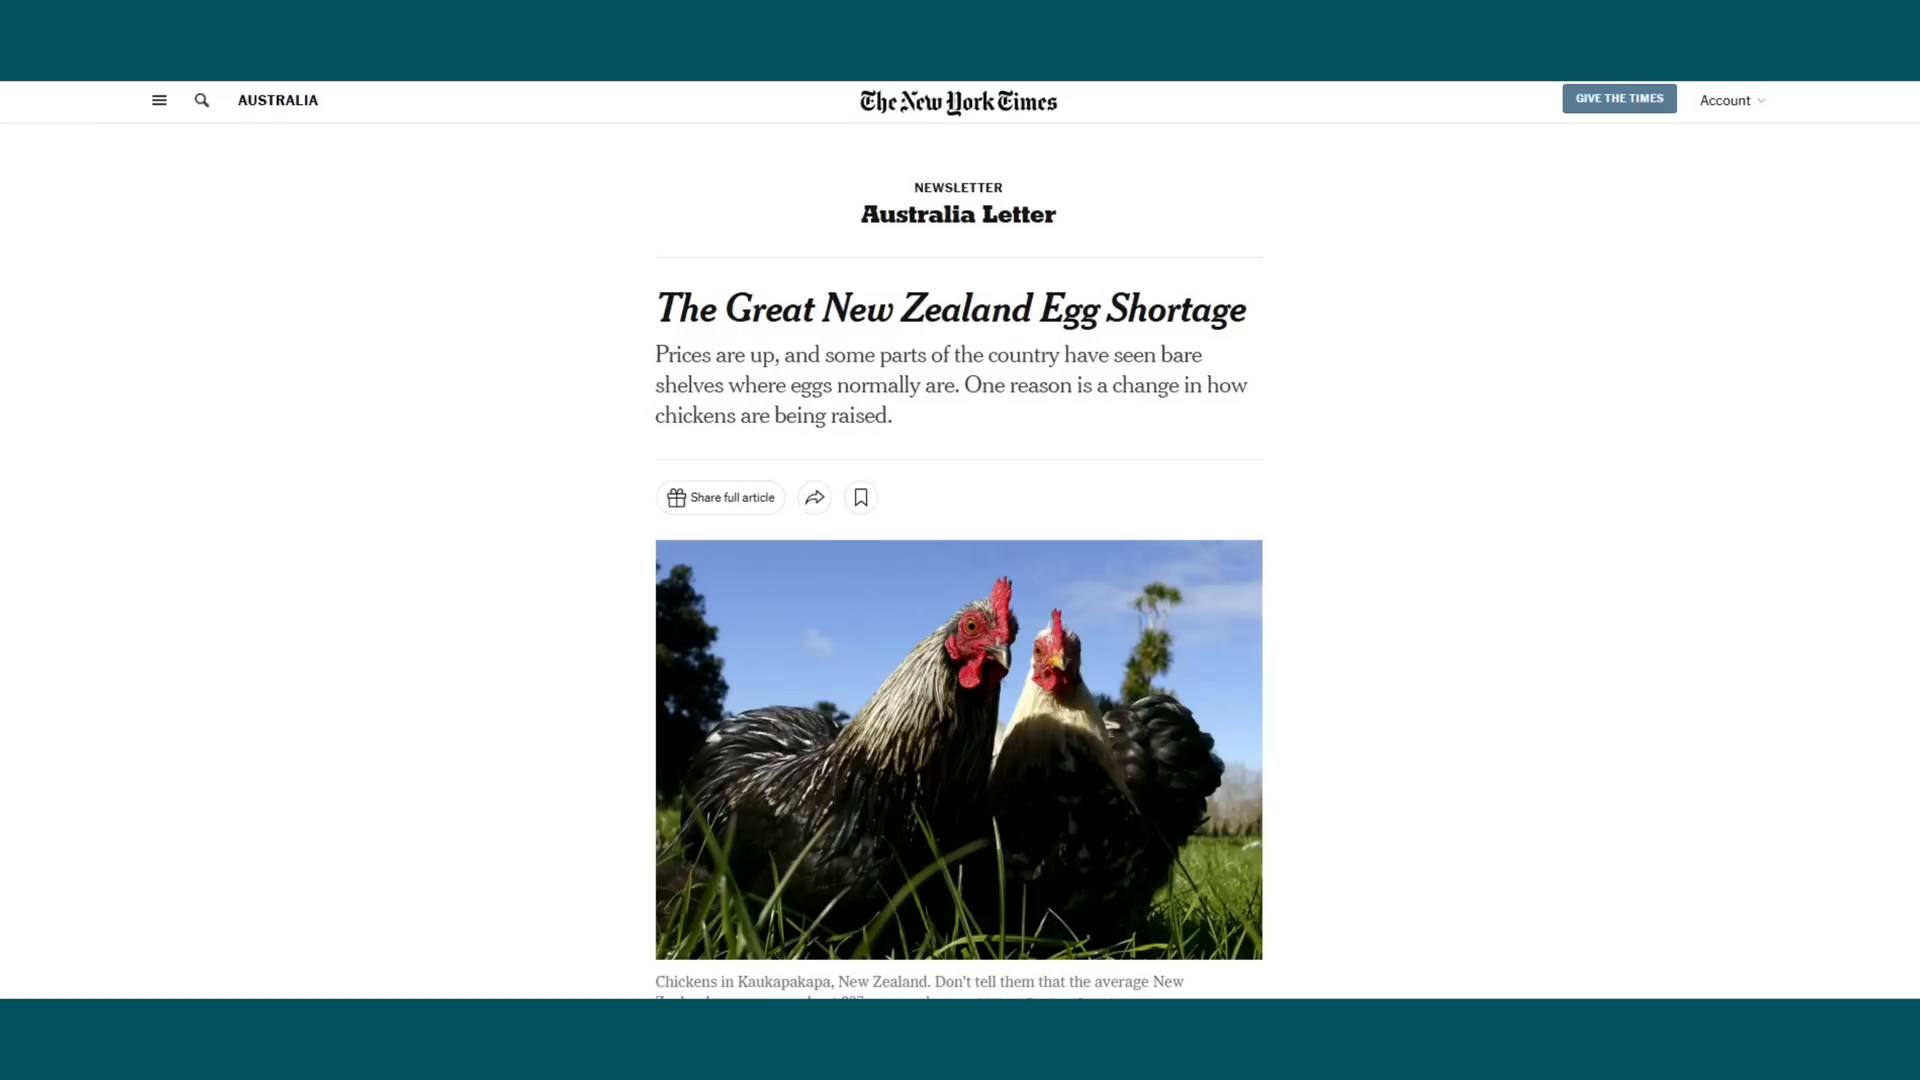 AUSTRALIA
The New York Times
GIVE THE TIMES
Account
NEWSLETTER
Australia Letter
The Great New Zealand Egg Shortage
Prices are up, and some parts of the country have seen bare
shelves where eggs normally are. One reason is a change in how
chickens are being raised.
Share full article
Chickens in Kaukapakapa, New Zealand. Don’t tell them that the average New